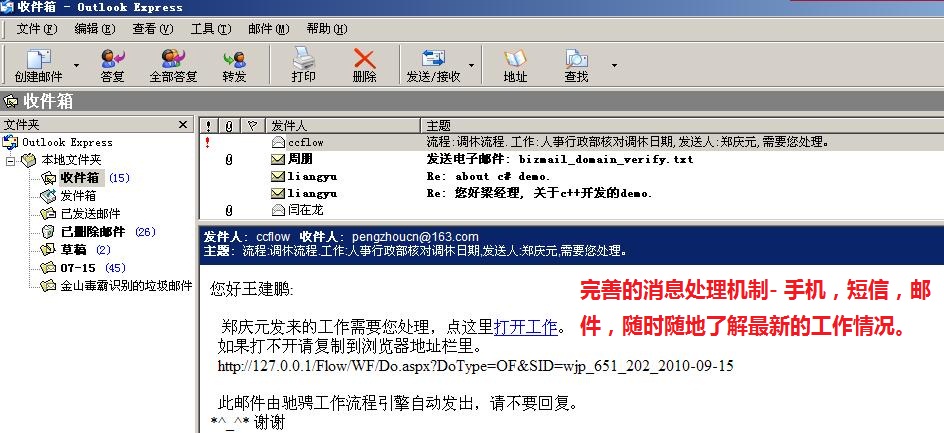 收件箱 - Outlook Express
文件(F) 编辑(E) 查看(V) 工具(T) 邮件(M) 帮助(H)
创建邮件 答复 全部答复 转发 打印 删除 发送/接收 地址 查找
收件箱
文件夹
Outlook Express
本地文件夹
收件箱 (15)
发件箱
已发送邮件
已删除邮件 (26)
草稿 (2)
07-15 (45)
金山毒霸识别的垃圾邮件
! 发件人 主题
! ccflow 流程:调休流程.工作:人事行政部核对调休日期,发送人:郑庆元,需要您处理。
周朋 发送电子邮件: bizmail_domain_verify.txt
liangyu Re: about c# demo.
liangyu Re: 您好梁经理, 关于c++开发的demo.
闫在龙
发件人: ccflow 收件人: pengzhoucn@163.com
主题: 流程:调休流程.工作:人事行政部核对调休日期,发送人:郑庆元,需要您处理。
您好王建鹏:
郑庆元发来的工作需要您处理，点这里打开工作。
如果打不开请复制到浏览器地址栏里。
http://127.0.0.1/Flow/WF/Do.aspx?DoType=OF&SID=wjp_651_202_2010-09-15
此邮件由驰骋工作流程引擎自动发出，请不要回复。
*^_^* 谢谢
完善的消息处理机制- 手机，短信，邮
件，随时随地了解最新的工作情况。